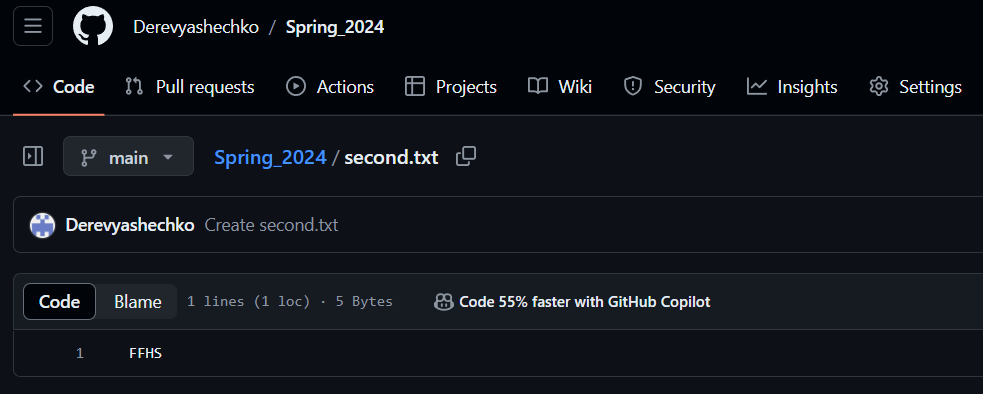 Derevyashechko / Spring_2024
Code Pull requests Actions Projects Wiki Security Insights Settings
main Spring_2024 / second.txt
Derevyashechko Create second.txt
Code Blame 1 lines (1 loc) · 5 Bytes Code 55% faster with GitHub Copilot
1 FFHS